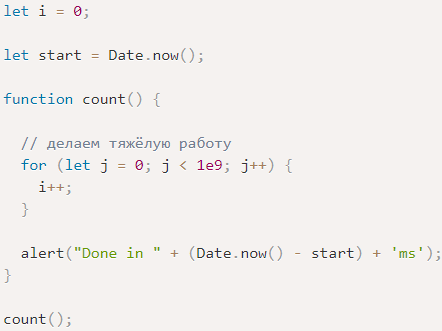 let i = 0;
let start = Date.now();
function count() {
// делаем тяжёлую работу
for (let j = 0; j < 1e9; j++) {
i++;
}
alert("Done in " + (Date.now() - start) + 'ms');
}
count();